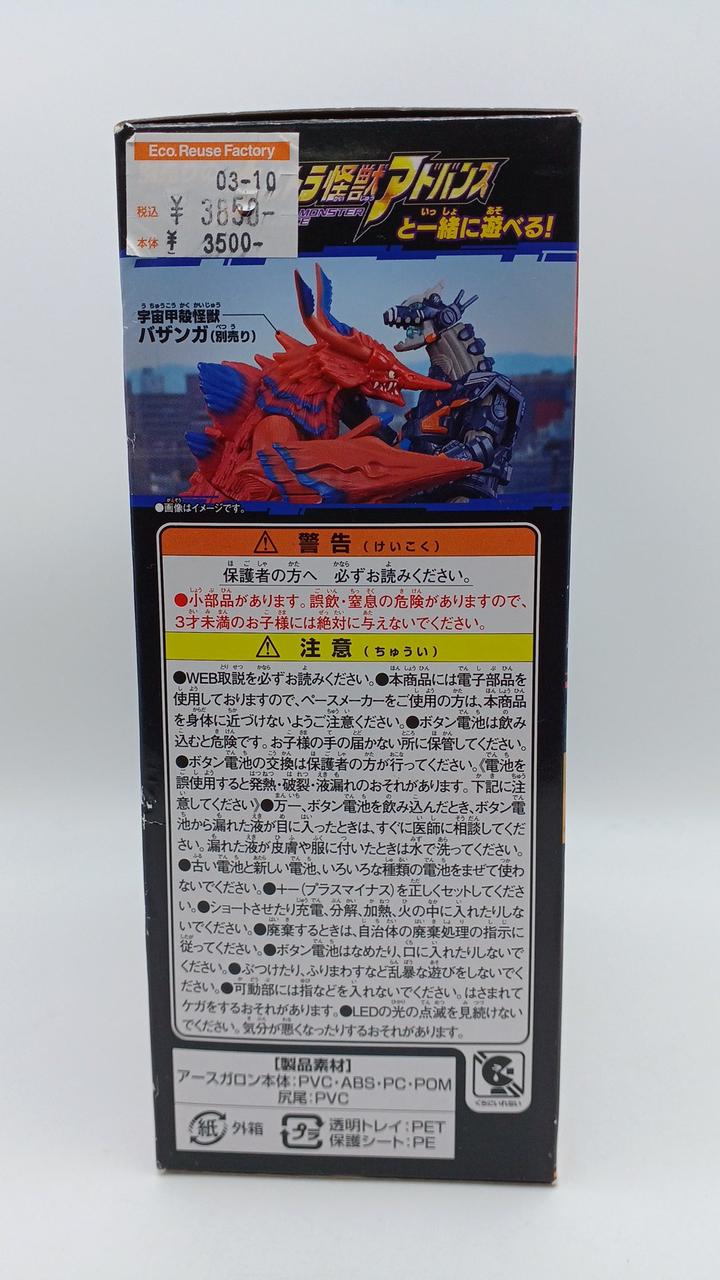 Eco.Reuse Factory
03-10
税込 ¥ 3850-
本体 ¥ 3500-
ラ怪獣アドバンス
MONSTER
と一緒に遊べる!
宇宙甲殻怪獣
バザンガ(別売り)
●画像はイメージです。
警告(けいこく)
保護者の方へ 必ずお読みください。
●小部品があります。誤飲・窒息の危険がありますので、
3才未満のお子様には絶対に与えないでください。
注意(ちゅうい)
●WEB取説を必ずお読みください。●本商品には電子部品を
使用しておりますので、ペースメーカーをご使用の方は、本商品
を身体に近づけないようご注意ください。●ボタン電池は飲み
込むと危険です。お子様の手の届かない所に保管してください。
●ボタン電池の交換は保護者の方が行ってください。《電池を
誤使用すると発熱・破裂・液漏れのおそれがあります。下記に注
意してください》●万一、ボタン電池を飲み込んだとき、ボタン電
池から漏れた液が目に入ったときは、すぐに医師に相談してくだ
さい。漏れた液が皮膚や服に付いたときは水で洗ってください。
●古い電池と新しい電池、いろいろな種類の電池をまぜて使わ
ないでください。●+-(プラスマイナス)を正しくセットしてくださ
い。●ショートさせたり充電、分解、加熱、火の中に入れたりしな
いでください。●廃棄するときは、自治体の廃棄処理の指示に
従ってください。●ボタン電池はなめたり、口に入れたりしないで
ください。●ぶつけたり、ふりまわすなど乱暴な遊びをしないでく
ださい。●可動部には指などを入れないでください。はさまれて
ケガをするおそれがあります。●LEDの光の点滅を見続けない
でください。気分が悪くなったりするおそれがあります。
【製品素材】
アースガロン本体:PVC・ABS・PC・POM
尻尾:PVC
くちにいれない
紙 外箱 プラ 透明トレイ:PET
保護シート:PE